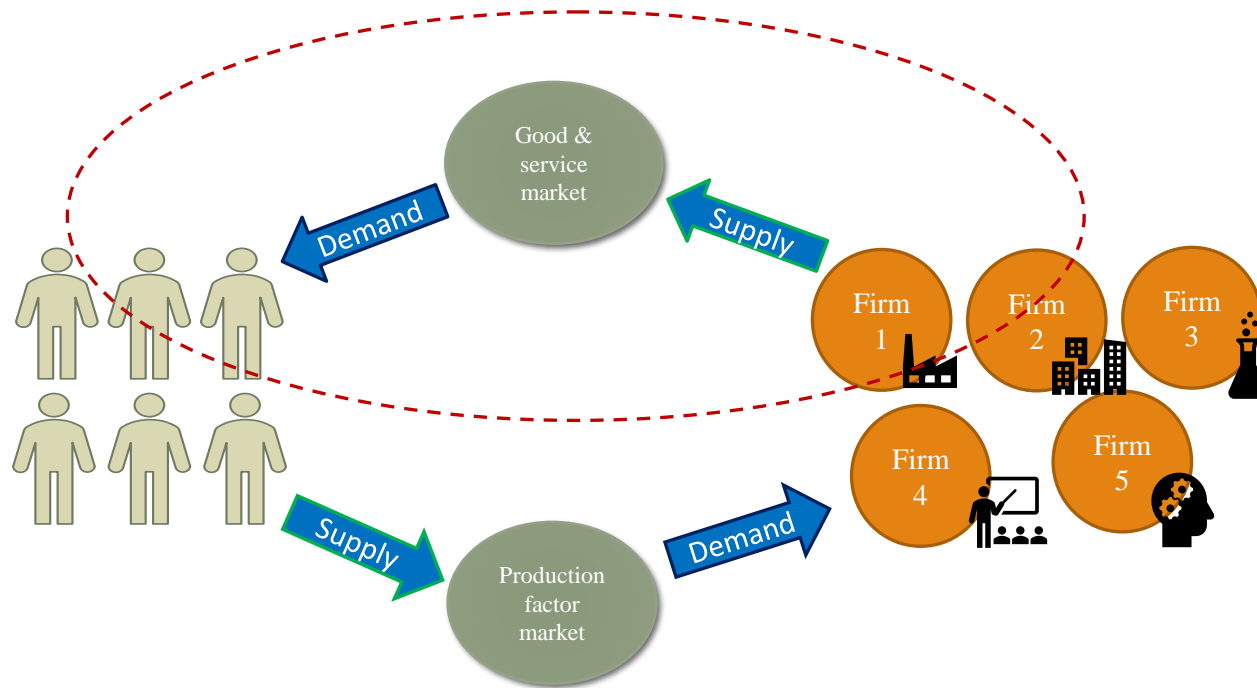 Good &
service
market
Demand
Supply
Firm
1
Firm
2
Firm
3
Firm
4
Firm
5
Supply
Demand
Production
factor
market